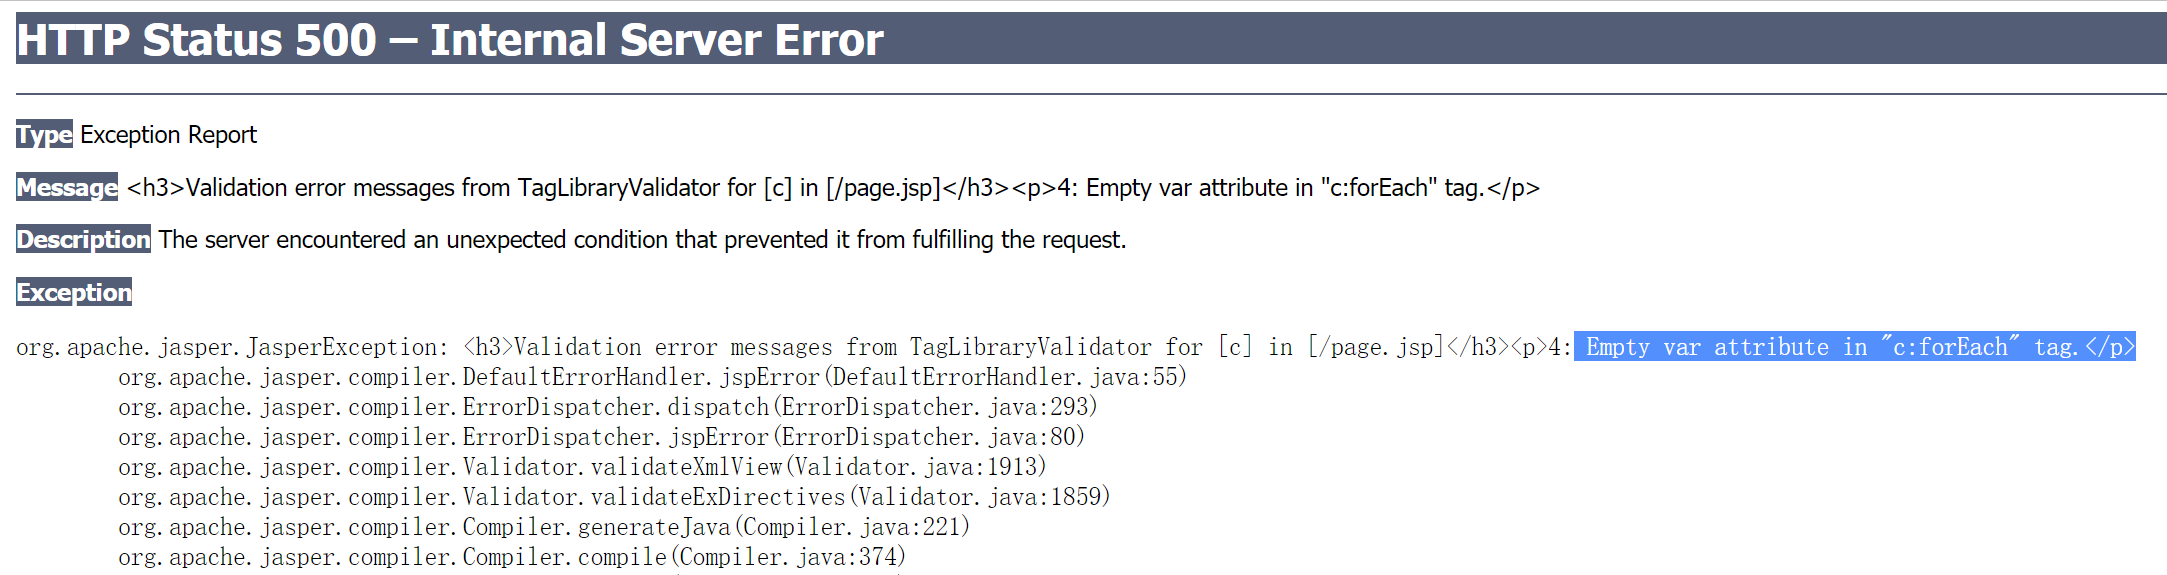 HTTP Status 500 – Internal Server Error
Type Exception Report
Message <h3>Validation error messages from TagLibraryValidator for [c] in [/page.jsp]</h3><p>4: Empty var attribute in "c:forEach" tag.</p>
Description The server encountered an unexpected condition that prevented it from fulfilling the request.
Exception
org.apache.jasper.JasperException: <h3>Validation error messages from TagLibraryValidator for [c] in [/page.jsp]</h3><p>4: Empty var attribute in "c:forEach" tag.</p>
org.apache.jasper.compiler.DefaultErrorHandler.jspError(DefaultErrorHandler.java:55)
org.apache.jasper.compiler.ErrorDispatcher.dispatch(ErrorDispatcher.java:293)
org.apache.jasper.compiler.ErrorDispatcher.jspError(ErrorDispatcher.java:80)
org.apache.jasper.compiler.Validator.validateXmlView(Validator.java:1913)
org.apache.jasper.compiler.Validator.validateExDirectives(Validator.java:1859)
org.apache.jasper.compiler.Compiler.generateJava(Compiler.java:221)
org.apache.jasper.compiler.Compiler.compile(Compiler.java:374)